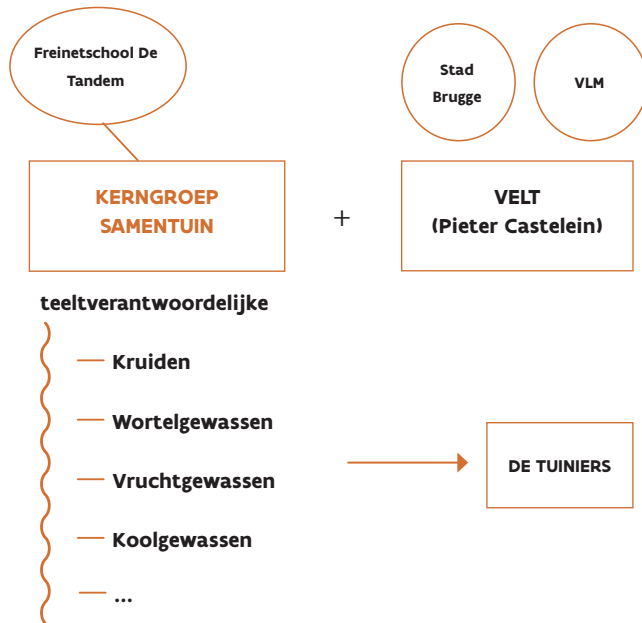 Freinetschool De
Tandem
Stad
Brugge
VLM
KERNGROEP
SAMENTUIN
+
VELT
(Pieter Castelein)
teeltverantwoordelijke
— Kruiden
— Wortelgewassen
— Vruchtgewassen
— Koolgewassen
— ...
DE TUINIERS